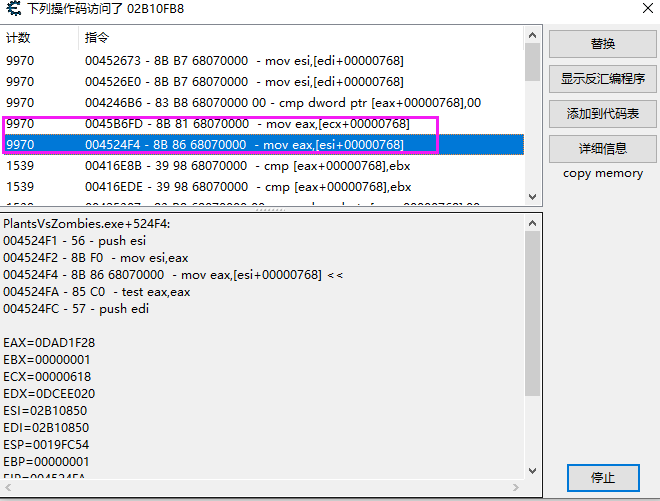 下列操作码访问了 02B10FB8
计数 指令
9970 00452673 - 8B B7 68070000 - mov esi,[edi+00000768]
9970 004526E0 - 8B B7 68070000 - mov esi,[edi+00000768]
9970 004246B6 - 83 B8 68070000 00 - cmp dword ptr [eax+00000768],00
9970 0045B6FD - 8B 81 68070000 - mov eax,[ecx+00000768]
9970 004524F4 - 8B 86 68070000 - mov eax,[esi+00000768]
1539 00416E8B - 39 98 68070000 - cmp [eax+00000768],ebx
1539 00416EDE - 39 98 68070000 - cmp [eax+00000768],ebx
替换
显示反汇编程序
添加到代码表
详细信息
copy memory
PlantsVsZombies.exe+524F4:
004524F1 - 56 - push esi
004524F2 - 8B F0 - mov esi,eax
004524F4 - 8B 86 68070000 - mov eax,[esi+00000768] <<
004524FA - 85 C0 - test eax,eax
004524FC - 57 - push edi
EAX=0DAD1F28
EBX=00000001
ECX=00000618
EDX=0DCEE020
ESI=02B10850
EDI=02B10850
ESP=0019FC54
EBP=00000001
EIP=004524FA
停止